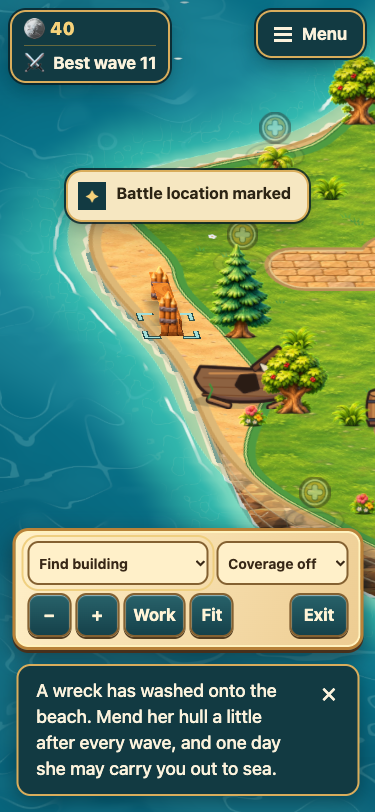 40
Menu
Best wave 11
Battle location marked
Find building
Coverage off
−
+
Work
Fit
Exit
A wreck has washed onto the
beach. Mend her hull a little
after every wave, and one day
she may carry you out to sea.